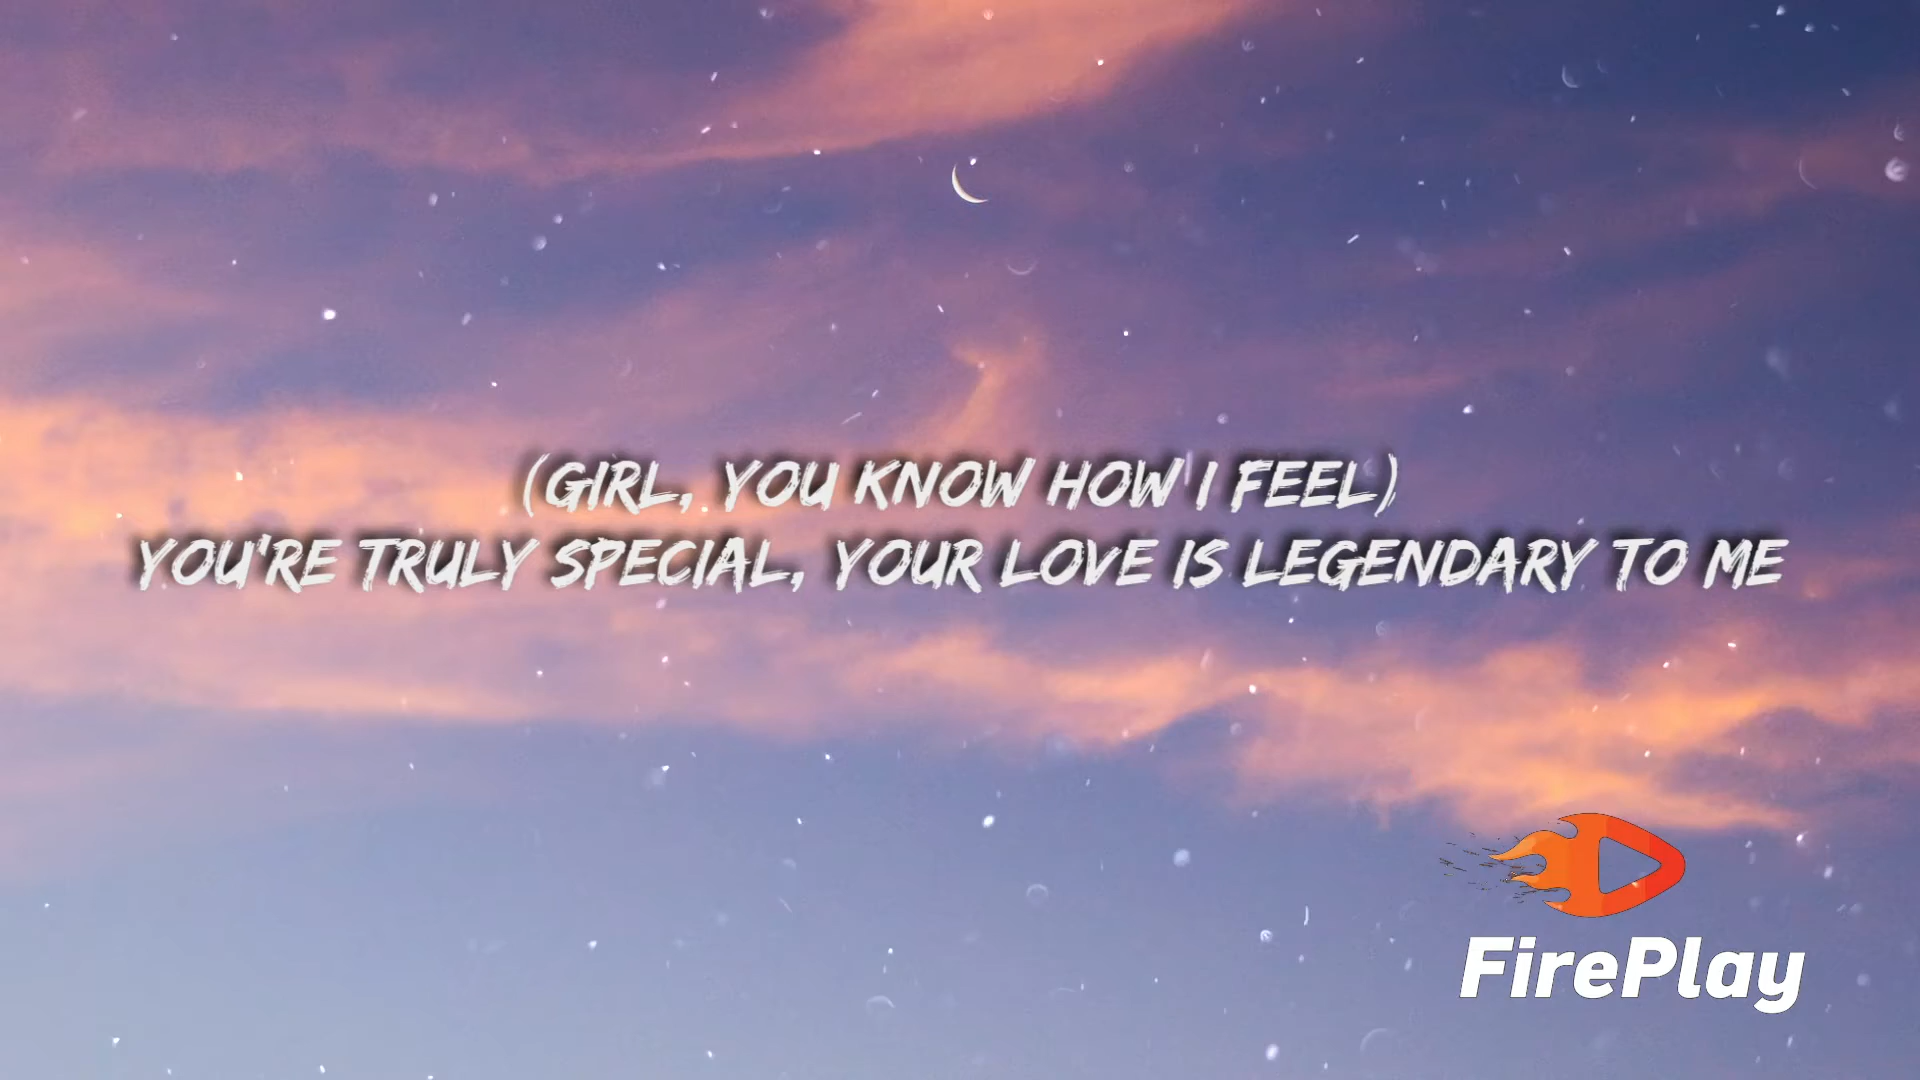 (GIRL, YOU KNOW HOW I FEEL)
YOU'RE TRULY SPECIAL, YOUR LOVE IS LEGENDARY TO ME
FirePlay